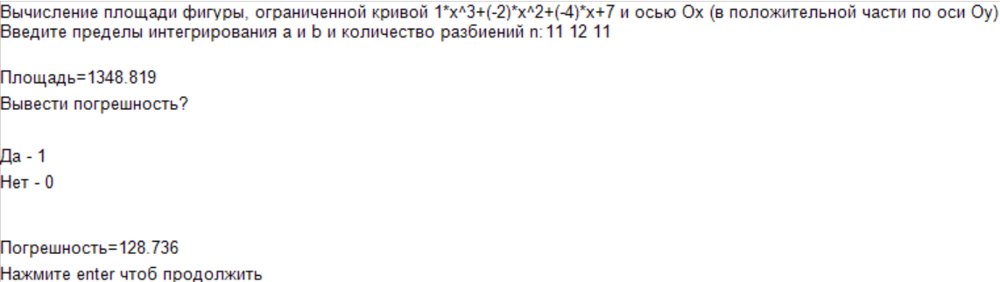 Вычисление площади фигуры, ограниченной кривой 1*x^3+(-2)*x^2+(-4)*x+7 и осью Ox (в положительной части по оси Oy)
Введите пределы интегрирования a и b и количество разбиений n: 11 12 11
Площадь=1348.819
Вывести погрешность?
Да - 1
Нет - 0
Погрешность=128.736
Нажмите enter чтоб продолжить